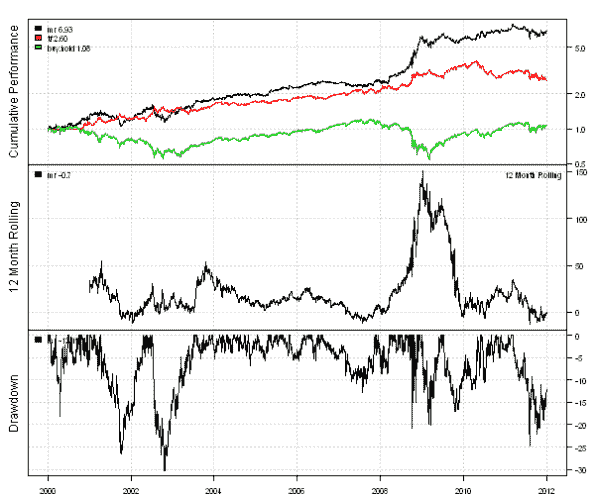 Cumulative Performance
mr 6.93
tf 2.60
buy.hold 1.08
5.0
2.0
1.0
0.5
12 Month Rolling
mr -0.7
12 Month Rolling
150
100
50
0
Drawdown
0
-5
-10
-15
-20
-25
-30
2000
2002
2004
2006
2008
2010
2012